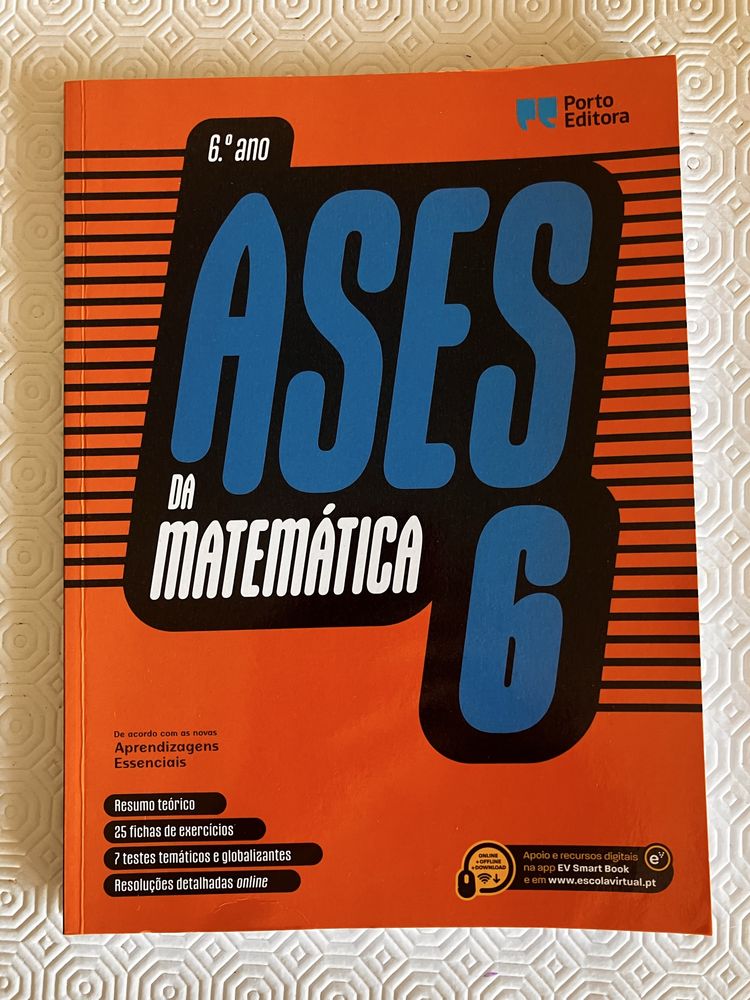 Porto
Editora
6.º ano
ASES
DA
MATEMÁTICA
6
De acordo com as novas
Aprendizagens
Essenciais
Resumo teórico
25 fichas de exercícios
7 testes temáticos e globalizantes
Resoluções detalhadas online
ONLINE
+OFFLINE
+DOWNLOAD
Apoio e recursos digitais
na app EV Smart Book
e em www.escolavirtual.pt
ev